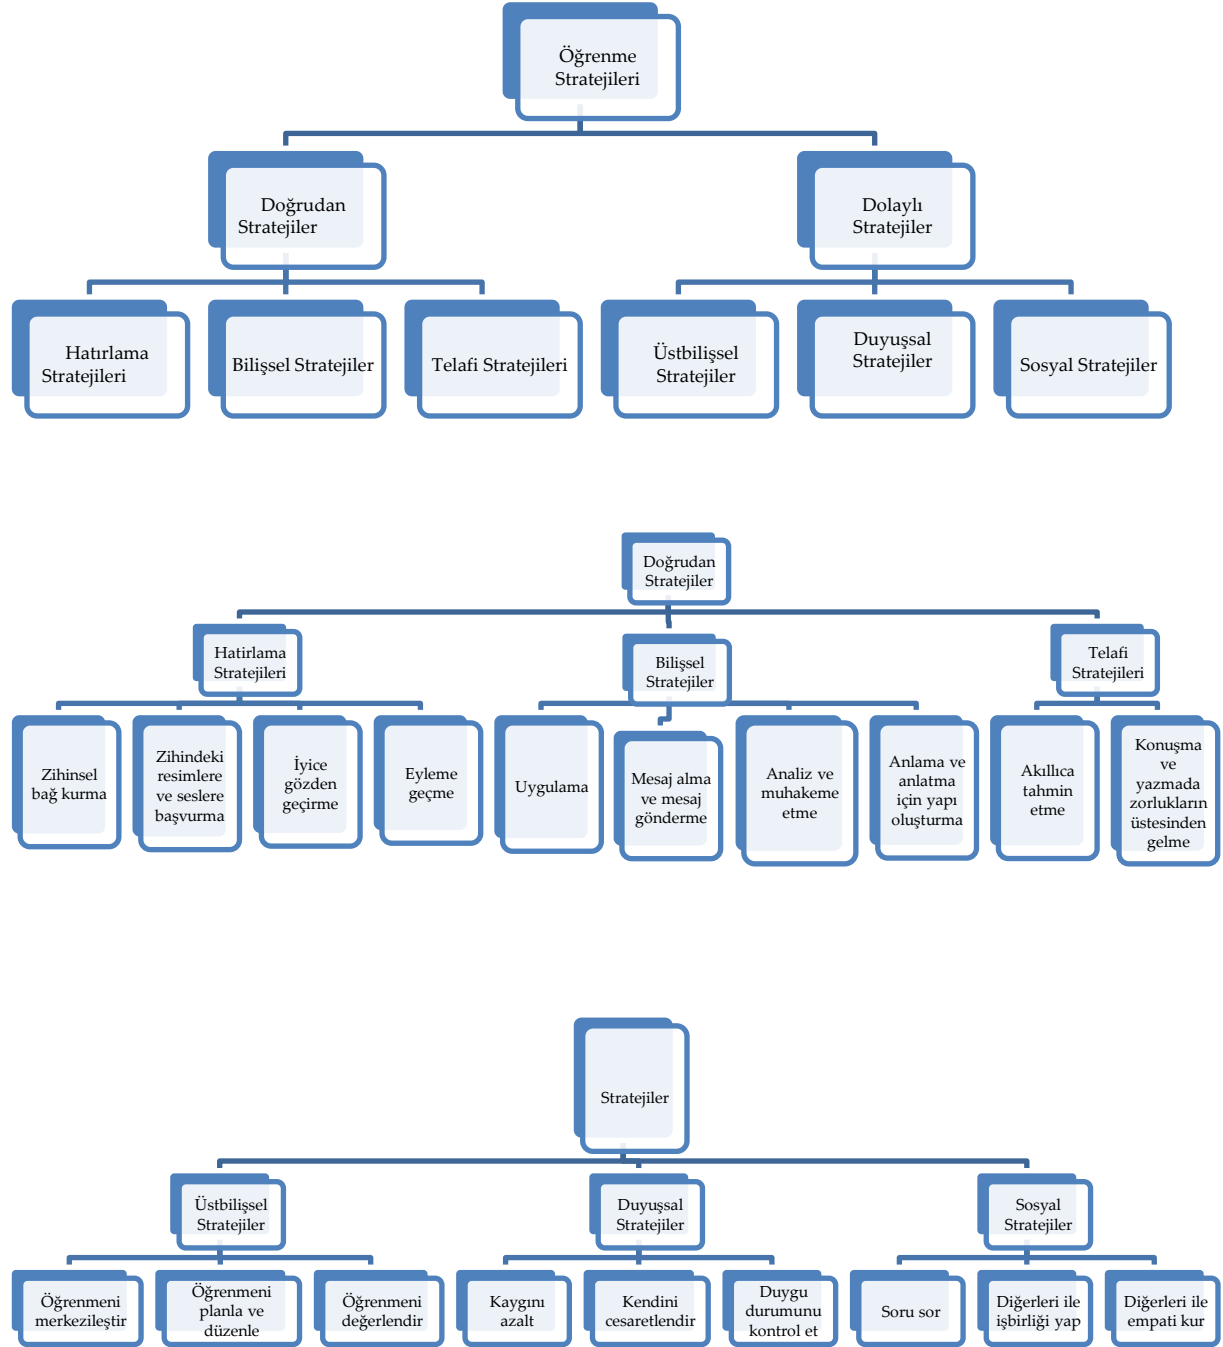 Öğrenme
Stratejileri
Doğrudan
Stratejiler
Dolaylı
Stratejiler
Hatırlama
Stratejileri
Bilişsel Stratejiler
Telafi Stratejileri
Üstbilişsel
Stratejiler
Duyuşsal
Stratejiler
Sosyal Stratejiler
Doğrudan
Stratejiler
Hatirlama
Stratejileri
Bilişsel
Stratejiler
Telafi
Stratejileri
Zihinsel
bağ kurma
Zihindeki
resimlere
ve seslere
başvurma
İyice
gözden
geçirme
Eyleme
geçme
Uygulama
Mesaj alma
ve mesaj
gönderme
Analiz ve
muhakeme
etme
Anlama ve
anlatma
için yapı
oluşturma
Akıllıca
tahmin
etme
Konuşma
ve
yazmada
zorlukların
üstesinden
gelme
Stratejiler
Üstbilişsel
Stratejiler
Duyuşsal
Stratejiler
Sosyal
Stratejiler
Öğrenmeni
merkezileştir
Öğrenmeni
planla ve
düzenle
Öğrenmeni
değerlendir
Kaygını
azalt
Kendini
cesaretlendir
Duygu
durumunu
kontrol et
Soru sor
Diğerleri ile
işbirliği yap
Diğerleri ile
empati kur